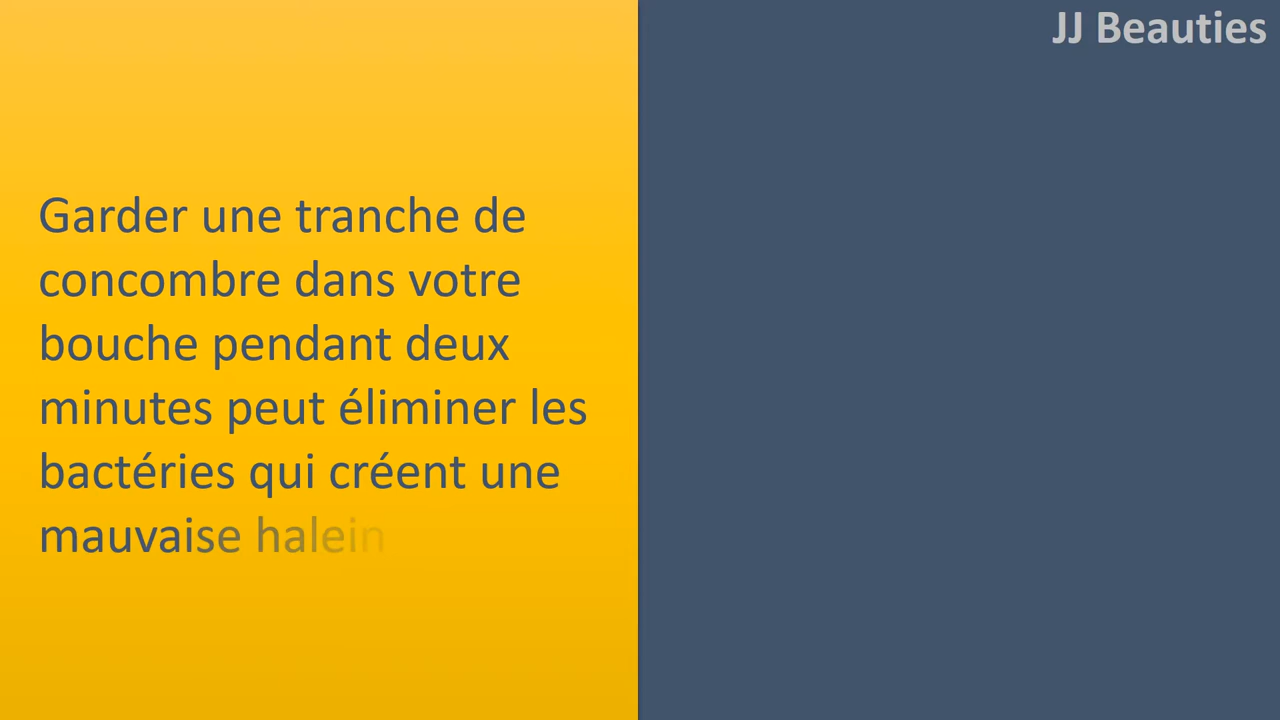 JJ Beauties
Garder une tranche de
concombre dans votre
bouche pendant deux
minutes peut éliminer les
bactéries qui créent une
mauvaise halein